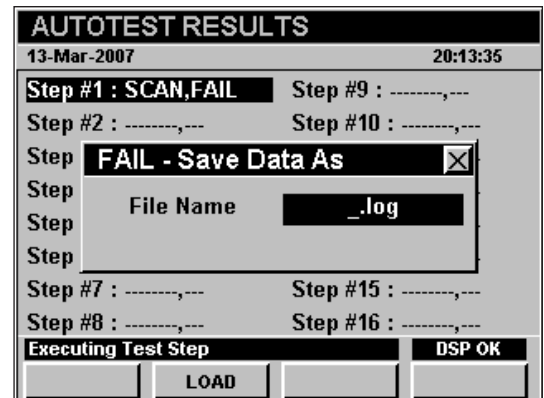 AUTOTEST RESULTS
13-Mar-2007 20:13:35
Step #1 : SCAN,FAIL Step #9 : --------,---
Step #2 : --------,--- Step #10 : --------,---
Step
FAIL - Save Data As
Step
File Name _.log
Step
Step
Step #7 : --------,--- Step #15 : --------,---
Step #8 : --------,--- Step #16 : --------,---
Executing Test Step DSP OK
LOAD